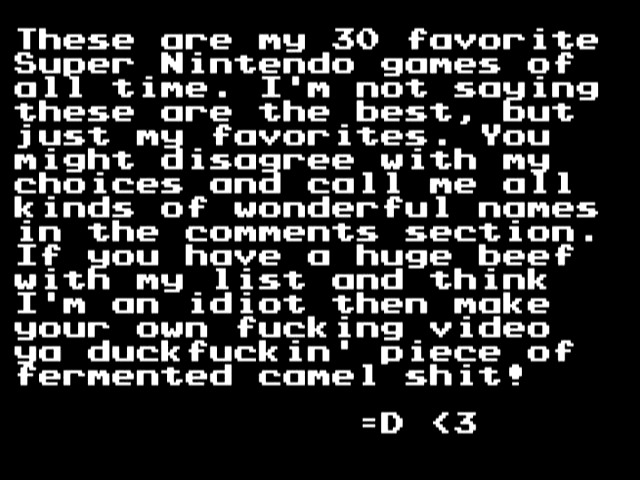 These are my 30 favorite
Super Nintendo games of
all time. I'm not saying
these are the best, but
just my favorites. You
might disagree with my
choices and call me all
kinds of wonderful names
in the comments section.
If you have a huge beef
with my list and think
I'm an idiot then make
your own fucking video
ya duckfuckin' piece of
fermented camel shit!
=D <3